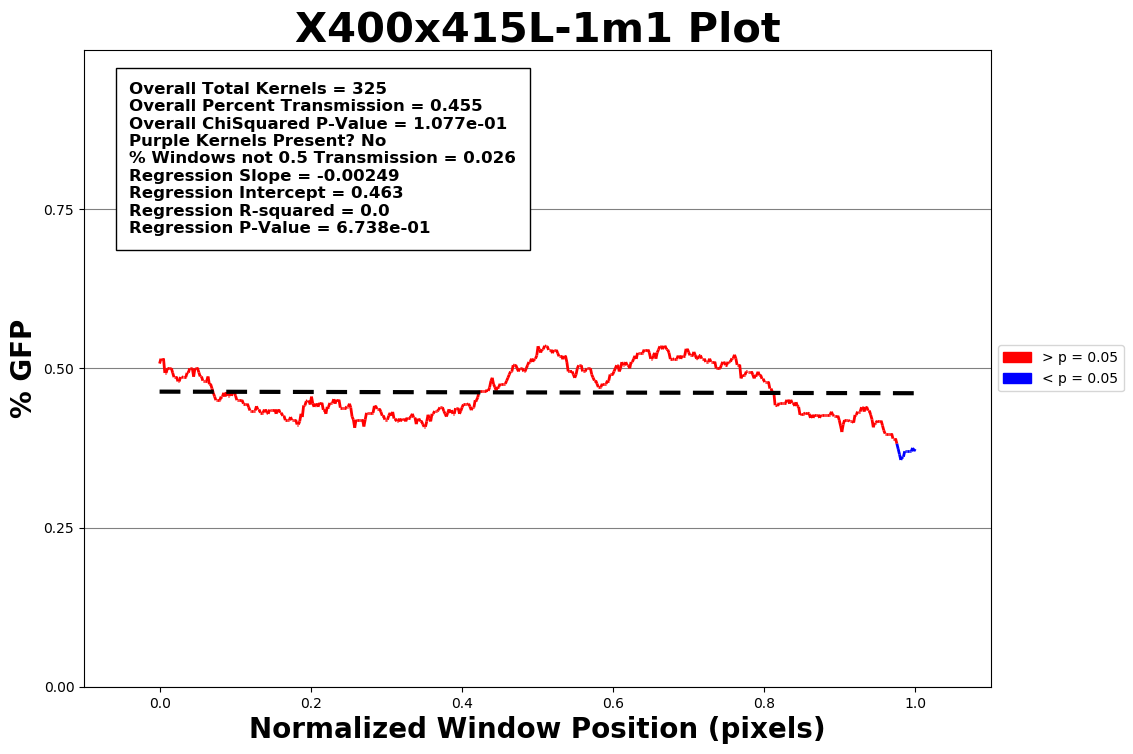 X400x415L-1m1 Plot
Overall Total Kernels = 325
Overall Percent Transmission = 0.455
Overall ChiSquared P-Value = 1.077e-01
Purple Kernels Present? No
% Windows not 0.5 Transmission = 0.026
Regression Slope = -0.00249
Regression Intercept = 0.463
Regression R-squared = 0.0
Regression P-Value = 6.738e-01
% GFP
0.75
0.50
0.25
0.00
> p = 0.05
< p = 0.05
0.0 0.2 0.4 0.6 0.8 1.0
Normalized Window Position (pixels)